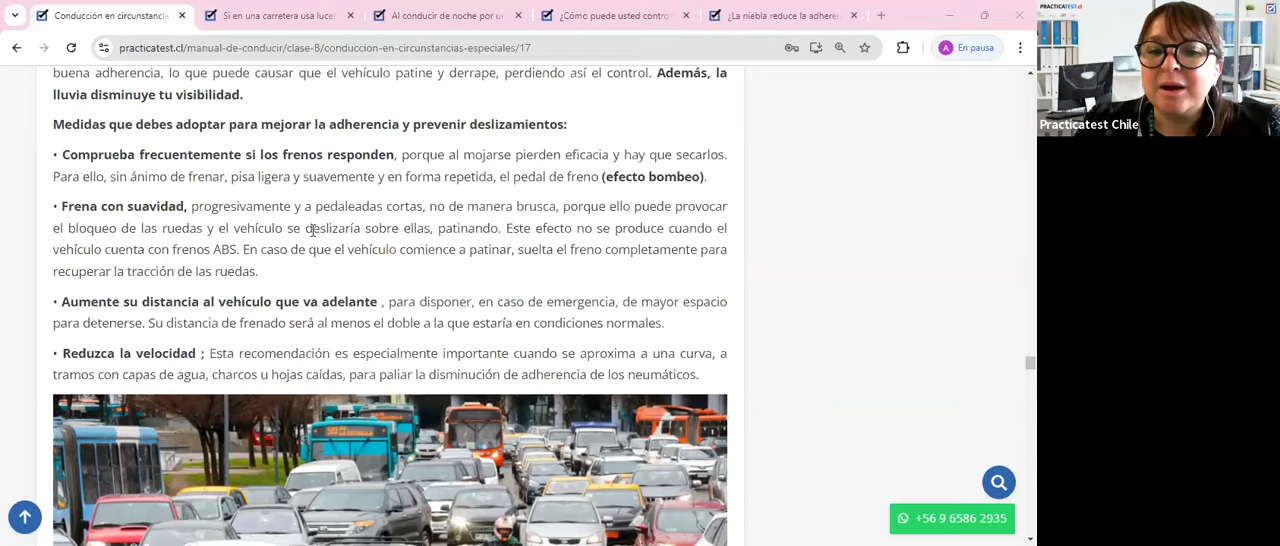 Conducción en circunstancia
Si en una carretera usa luce
Al conducir de noche por un
¿Cómo puede usted control
¿La niebla reduce la adheren
practicatest.cl/manual-de-conducir/clase-B/conduccion-en-circunstancias-especiales/17
A
En pausa
PRACTICATEST.cl
Practicatest Chile
buena adherencia, lo que puede causar que el vehículo patine y derrape, perdiendo así el control. Además, la
lluvia disminuye tu visibilidad.
Medidas que debes adoptar para mejorar la adherencia y prevenir deslizamientos:
• Comprueba frecuentemente si los frenos responden, porque al mojarse pierden eficacia y hay que secarlos.
Para ello, sin ánimo de frenar, pisa ligera y suavemente y en forma repetida, el pedal de freno (efecto bombeo).
• Frena con suavidad, progresivamente y a pedaleadas cortas, no de manera brusca, porque ello puede provocar
el bloqueo de las ruedas y el vehículo se deslizaría sobre ellas, patinando. Este efecto no se produce cuando el
vehículo cuenta con frenos ABS. En caso de que el vehículo comience a patinar, suelta el freno completamente para
recuperar la tracción de las ruedas.
• Aumente su distancia al vehículo que va adelante , para disponer, en caso de emergencia, de mayor espacio
para detenerse. Su distancia de frenado será al menos el doble a la que estaría en condiciones normales.
• Reduzca la velocidad ; Esta recomendación es especialmente importante cuando se aproxima a una curva, a
tramos con capas de agua, charcos u hojas caídas, para paliar la disminución de adherencia de los neumáticos.
+56 9 6586 2935